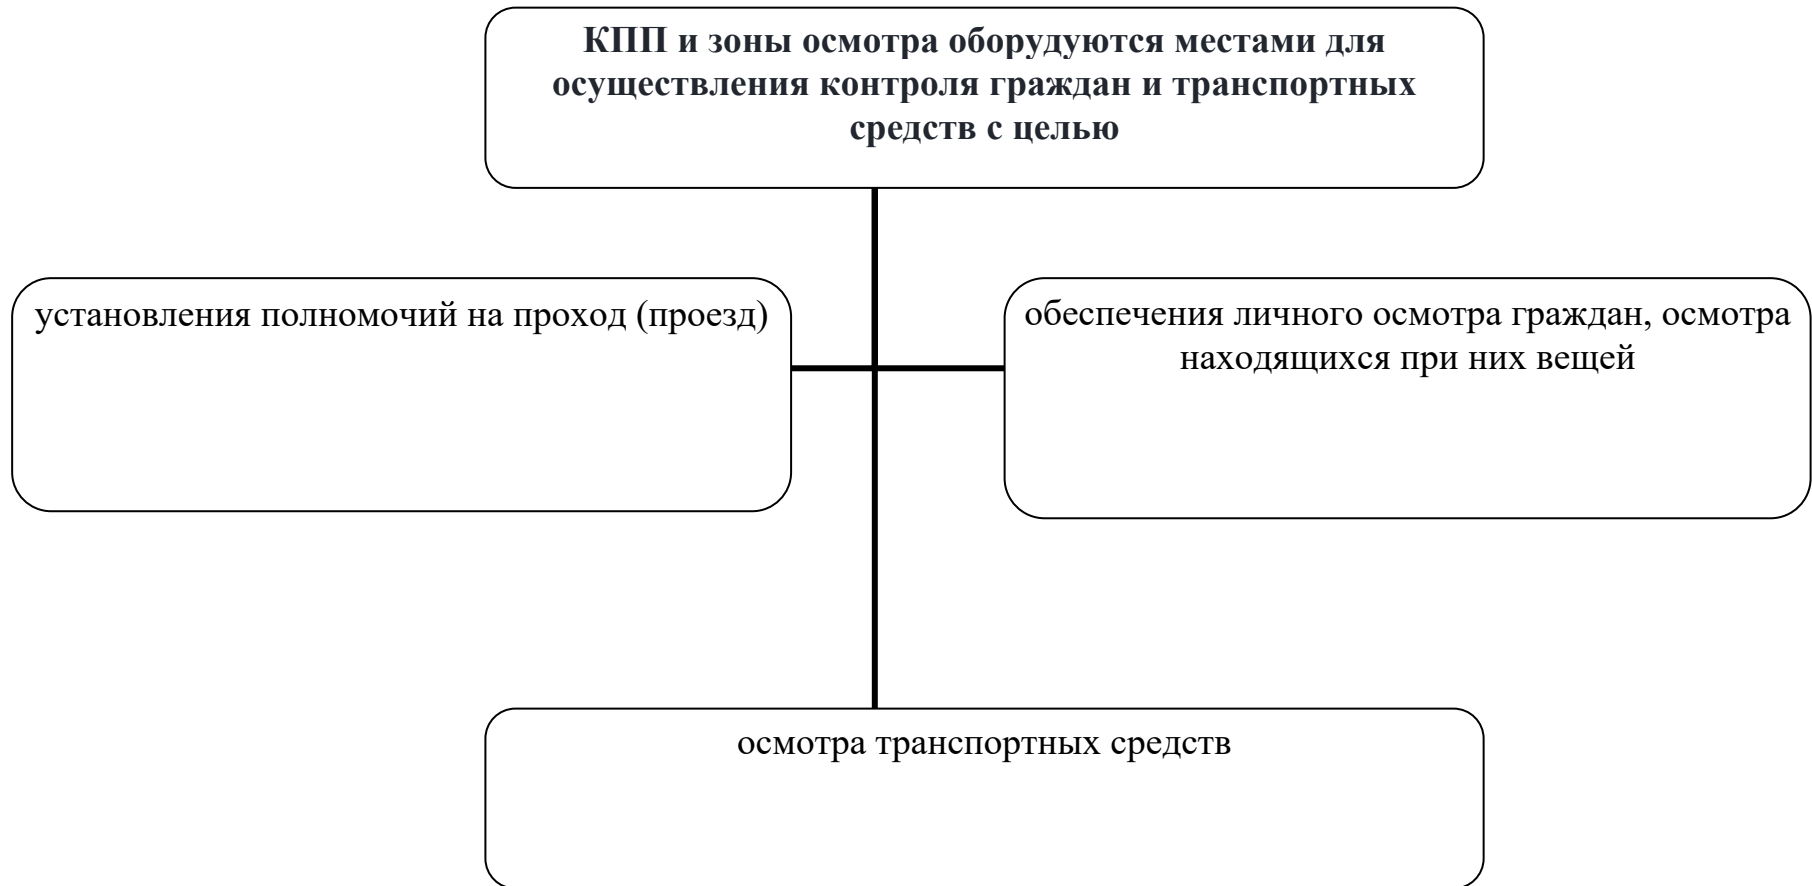 КПП и зоны осмотра оборудуются местами для
осуществления контроля граждан и транспортных
средств с целью
установления полномочий на проход (проезд)
обеспечения личного осмотра граждан, осмотра
находящихся при них вещей
осмотра транспортных средств